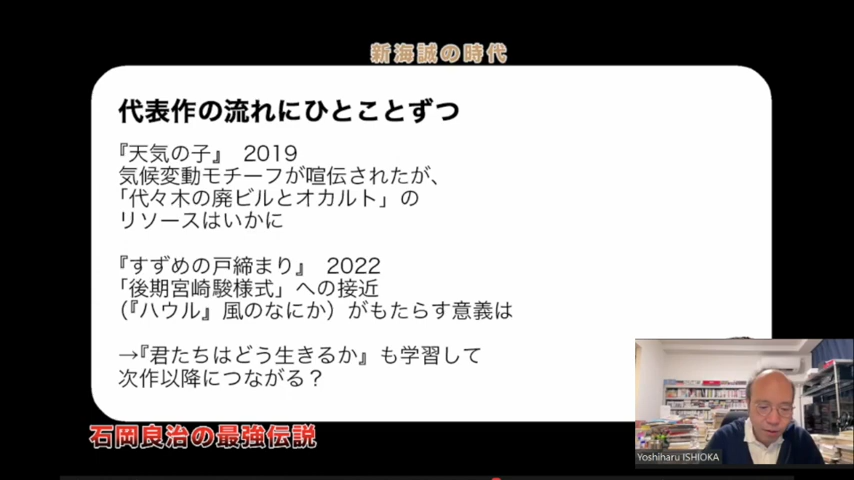 新海誠の時代
代表作の流れにひとことずつ
『天気の子』 2019
気候変動モチーフが喧伝されたが、
「代々木の廃ビルとオカルト」の
リソースはいかに
『すずめの戸締まり』 2022
「後期宮崎駿様式」への接近
(『ハウル』風のなにか)がもたらす意義は
→『君たちはどう生きるか』も学習して
次作以降につながる？
石岡良治の最強伝説
Yoshiharu ISHIOKA